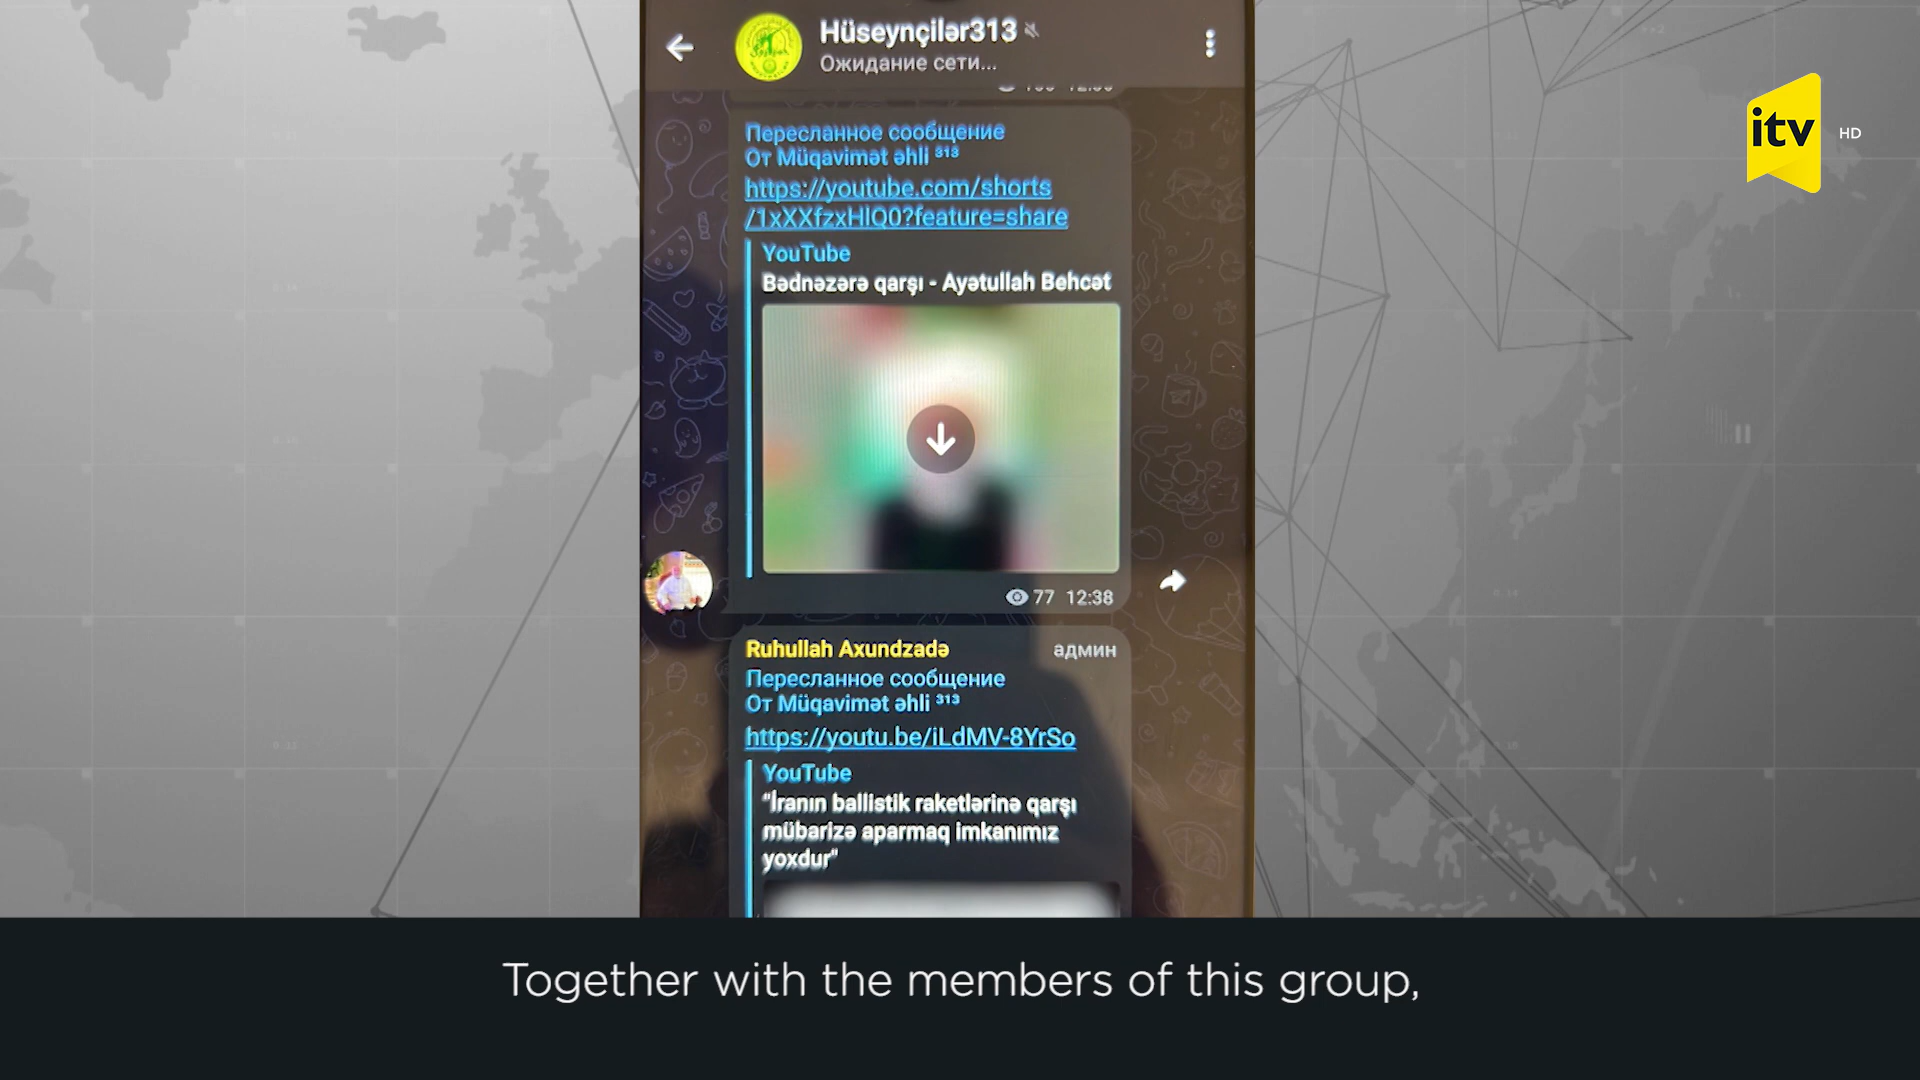 Hüseynçilər313
Ожидание сети...
Пересланное сообщение
От Müqavimət əhli ³¹³
https://youtube.com/shorts
/1xXXfzxHlQ0?feature=share
YouTube
Bədnəzərə qarşı - Ayətullah Behcət
77 12:38
Ruhullah Axundzadə админ
Пересланное сообщение
От Müqavimət əhli ³¹³
https://youtu.be/iLdMV-8YrSo
YouTube
"İranın ballistik raketlərinə qarşı
mübarizə aparmaq imkanımız
yoxdur"
itv HD
Together with the members of this group,